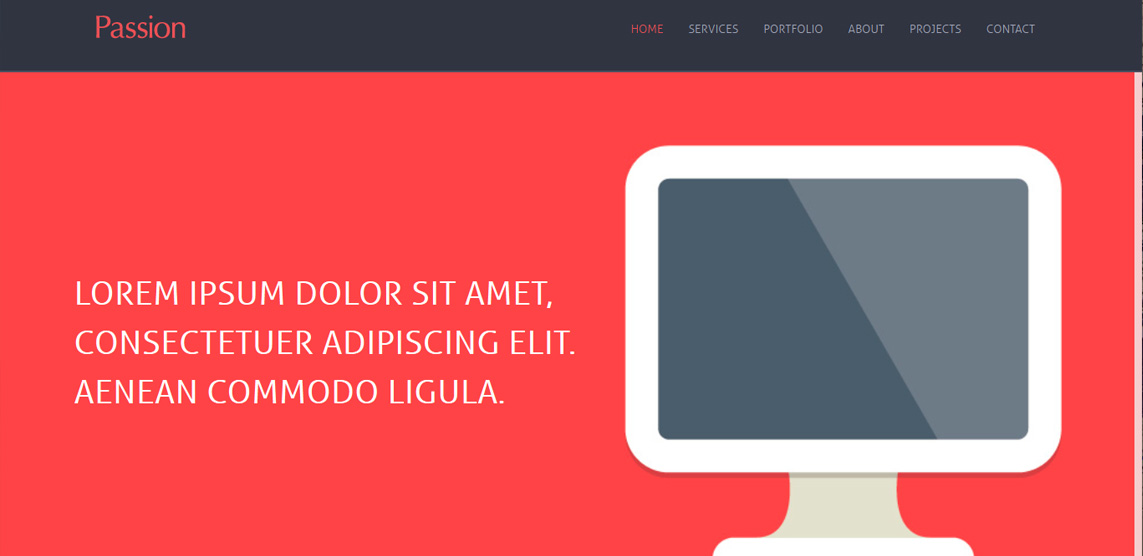 Passion
HOME SERVICES PORTFOLIO ABOUT PROJECTS CONTACT
LOREM IPSUM DOLOR SIT AMET,
CONSECTETUER ADIPISCING ELIT.
AENEAN COMMODO LIGULA.